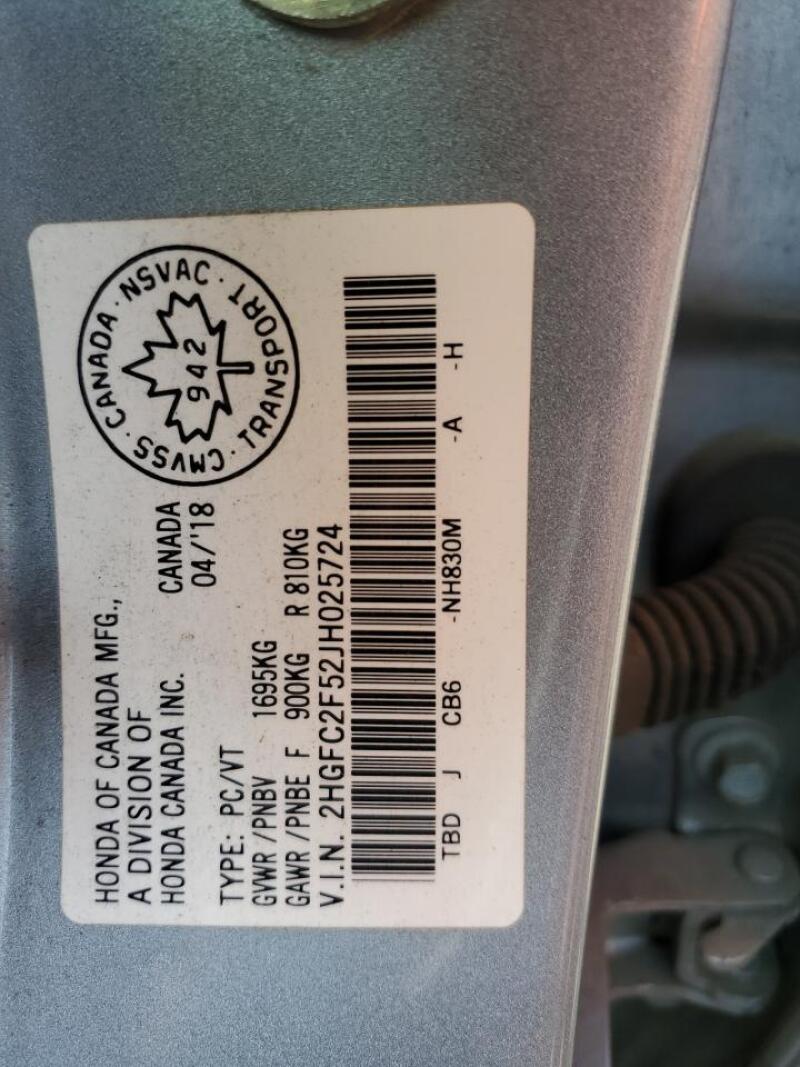 HONDA OF CANADA MFG.,
A DIVISION OF
HONDA CANADA INC.
CANADA
04/'18
TYPE: PC/VT
GVWR/PNBV 1695KG
GAWR/PNBE F 900KG R 810KG
V.I.N. 2HGFC2F52JH025724
TBD J CB6 -NH830M -A -H
CMVSS · CANADA · NSVAC · TRANSPORT
942